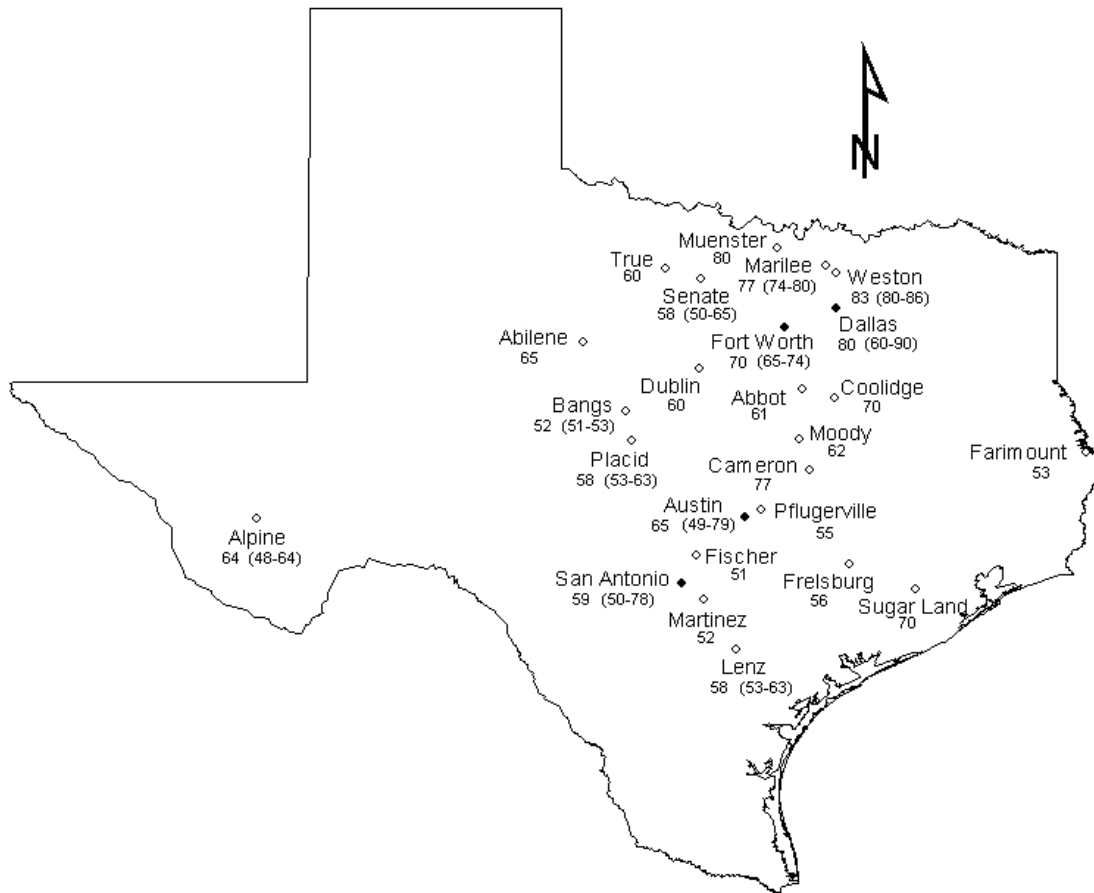 N
Muenster
80
True
60
Marilee
77 (74-80)
Weston
83 (80-86)
Senate
58 (50-65)
Dallas
80 (60-90)
Abilene
65
Fort Worth
70 (65-74)
Dublin
60
Abbot
61
Coolidge
70
Bangs
52 (51-53)
Moody
62
Placid
58 (53-63)
Farimount
53
Cameron
77
Austin
65 (49-79)
Pflugerville
55
Alpine
64 (48-64)
Fischer
51
San Antonio
59 (50-78)
Frelsburg
56
Sugar Land
70
Martinez
52
Lenz
58 (53-63)